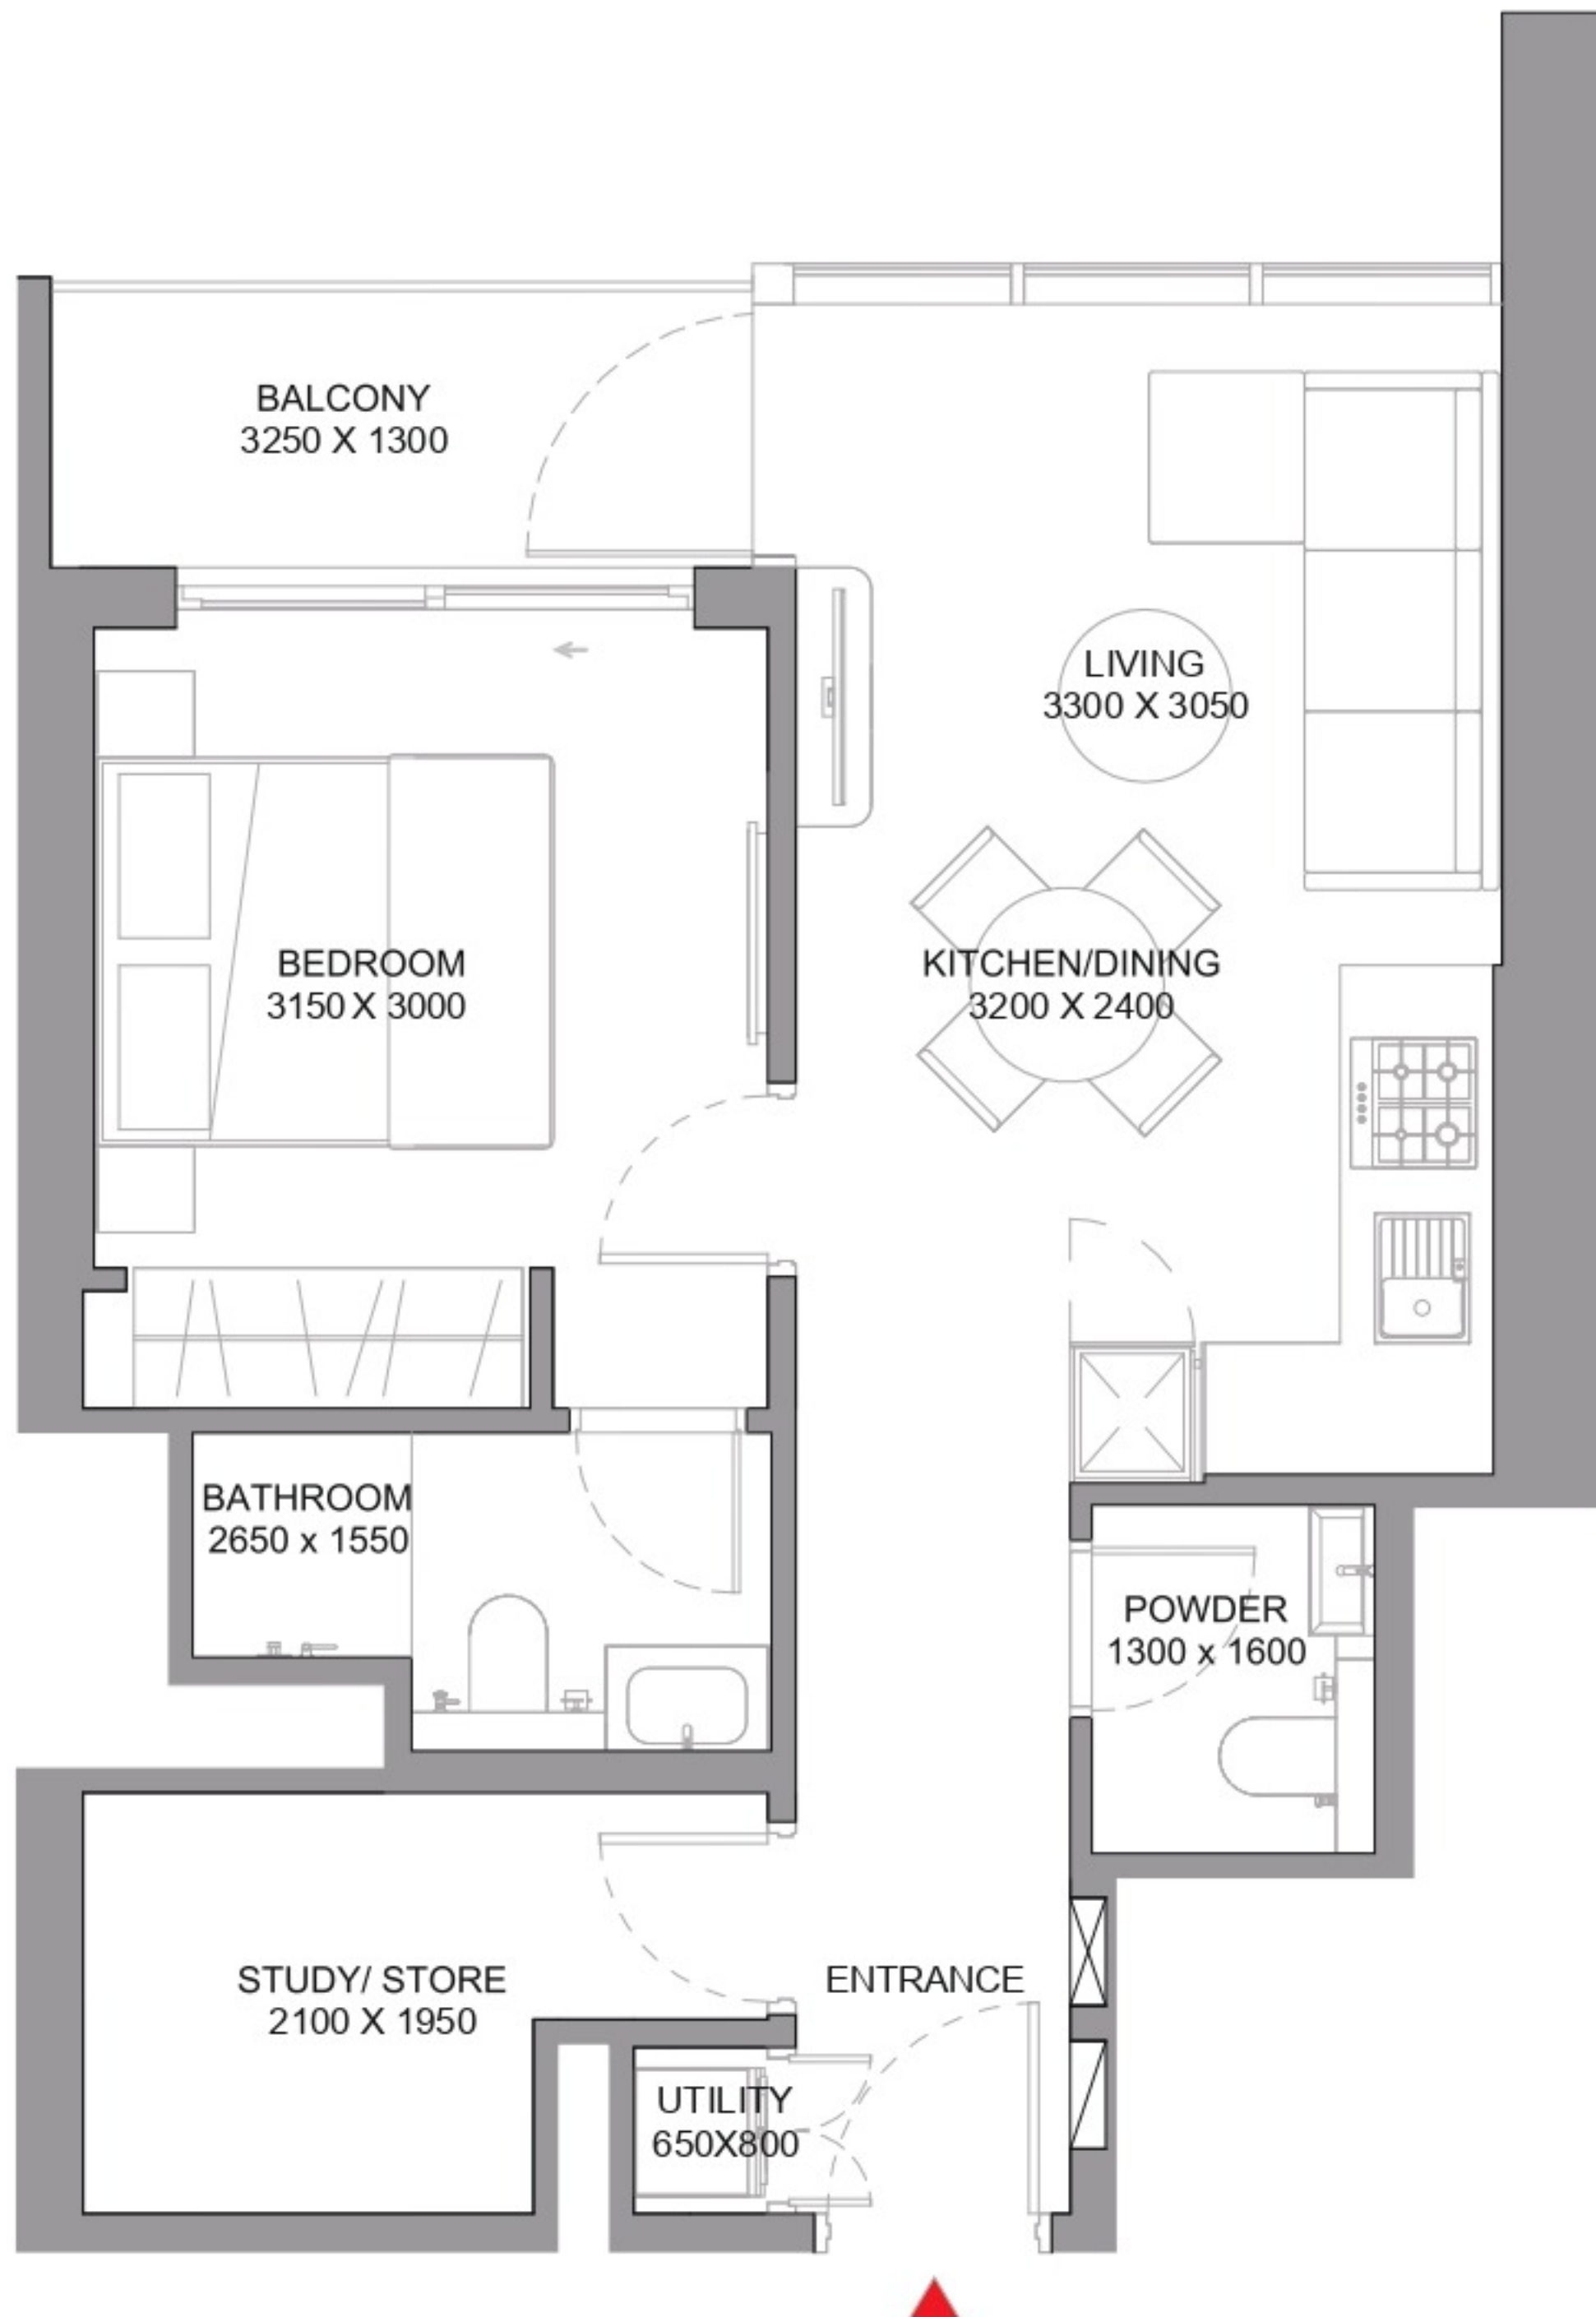 BALCONY
3250 X 1300
LIVING
3300 X 3050
BEDROOM
3150 X 3000
KITCHEN/DINING
3200 X 2400
BATHROOM
2650 x 1550
POWDER
1300 x 1600
STUDY/ STORE
2100 X 1950
ENTRANCE
UTILITY
650X800